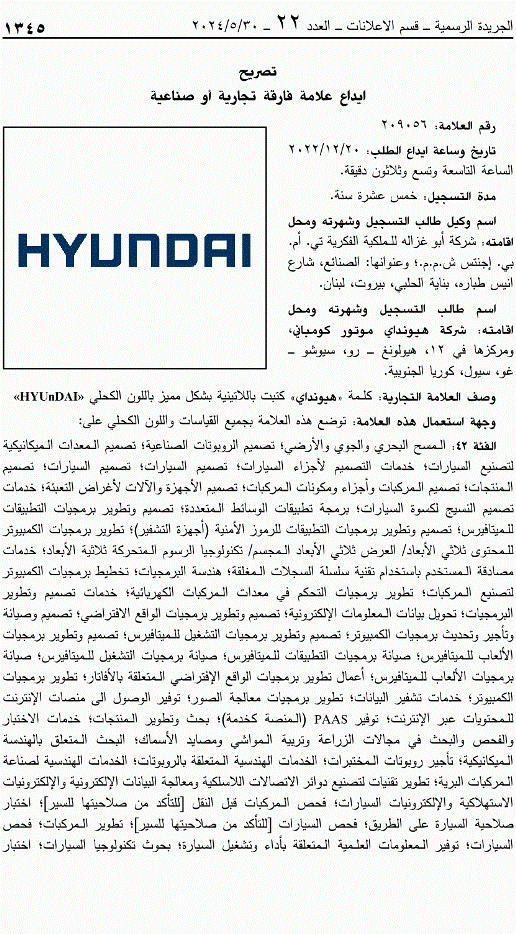 الجريدة الرسمية ــ قسم الاعلانات ــ العدد ٢٢ ــ ٢٠٢٤/٥/٣٠
١٣٤٥
تصريح
ايداع علامة فارقة تجارية أو صناعية
رقم العلامة: ٢٠٩٠٥٦
تاريخ وساعة ايداع الطلب: ٢٠٢٢/١٢/٢٠
الساعة التاسعة وتسع وثلاثون دقيقة.
مدة التسجيل: خمس عشرة سنة.
اسم وكيل طالب التسجيل وشهرته ومحل
اقامته: شركة أبو غزاله للملكية الفكرية تي. أم.
بي. إجنتس ش.م.م.؛ وعنوانها: الصنائع، شارع
انيس طباره، بناية الحلبي، بيروت، لبنان.
اسم طالب التسجيل وشهرته ومحل
اقامته: شركة هيونداي موتور كومباني،
ومركزها في ١٢، هيولونغ ــ رو، سيوشو ــ
غو، سيول، كوريا الجنوبية.
HYUNDAI
وصف العلامة التجارية: كلمة «هيونداي» كتبت باللاتينية بشكل مميز باللون الكحلي «HYUnDAI»
وجهة استعمال هذه العلامة: توضع هذه العلامة بجميع القياسات واللون الكحلي على:
الفئة ٤٢: المسح البحري والجوي والأرضي؛ تصميم الروبوتات الصناعية؛ تصميم المعدات الميكانيكية
لتصنيع السيارات؛ خدمات التصميم لأجزاء السيارات؛ تصميم السيارات؛ تصميم السيارات؛ تصميم
المنتجات؛ تصميم المركبات وأجزاء ومكونات المركبات؛ تصميم الأجهزة والآلات لأغراض التعبئة؛ خدمات
تصميم النسيج لكسوة السيارات؛ برمجة تطبيقات الوسائط المتعددة؛ تصميم وتطوير برمجيات التطبيقات
للميتافيرس؛ تصميم وتطوير برمجيات التطبيقات للرموز الأمنية (أجهزة التشفير)؛ تطوير برمجيات الكمبيوتر
للمحتوى ثلاثي الأبعاد/ العرض ثلاثي الأبعاد المجسم/ تكنولوجيا الرسوم المتحركة ثلاثية الأبعاد؛ خدمات
مصادقة المستخدم باستخدام تقنية سلسلة السجلات المغلقة؛ هندسة البرمجيات؛ تخطيط برمجيات الكمبيوتر
لتصنيع المركبات؛ تطوير برمجيات التحكم في معدات المركبات الكهربائية؛ خدمات تصميم وتطوير
البرمجيات؛ تحويل بيانات المعلومات الإلكترونية؛ تصميم وتطوير برمجيات الواقع الافتراضي؛ تصميم وصيانة
وتأجير وتحديث برمجيات الكمبيوتر؛ تصميم وتطوير برمجيات التشغيل للميتافيرس؛ تصميم وتطوير برمجيات
الألعاب للميتافيرس؛ صيانة برمجيات التطبيقات للميتافيرس؛ صيانة برمجيات التشغيل للميتافيرس؛ صيانة
برمجيات الألعاب للميتافيرس؛ أعمال تطوير برمجيات الواقع الإفتراضي المتعلقة بالأفاتار؛ تطوير برمجيات
الكمبيوتر؛ خدمات تشفير البيانات؛ تطوير برمجيات معالجة الصور؛ توفير الوصول الى منصات الإنترنت
للمحتويات عبر الإنترنت؛ توفير PAAS (المنصة كخدمة)؛ بحث وتطوير المنتجات؛ خدمات الاختبار
والفحص والبحث في مجالات الزراعة وتربية المواشي ومصايد الأسماك؛ البحث المتعلق بالهندسة
الميكانيكية؛ تأجير روبوتات المختبرات؛ الخدمات الهندسية المتعلقة بالروبوتات؛ الخدمات الهندسية لصناعة
المركبات البرية؛ تطوير تقنيات لتصنيع دوائر الاتصالات اللاسلكية ومعالجة البيانات الإلكترونية والإلكترونيات
الاستهلاكية والإلكترونيات السيارات؛ فحص المركبات قبل النقل [للتأكد من صلاحيتها للسير]؛ اختبار
صلاحية السيارة على الطريق؛ فحص السيارات [للتأكد من صلاحيتها للسير]؛ تطوير المركبات؛ فحص
السيارات؛ توفير المعلومات العلمية المتعلقة بأداء وتشغيل السيارة؛ بحوث تكنولوجيا السيارات؛ اختبار